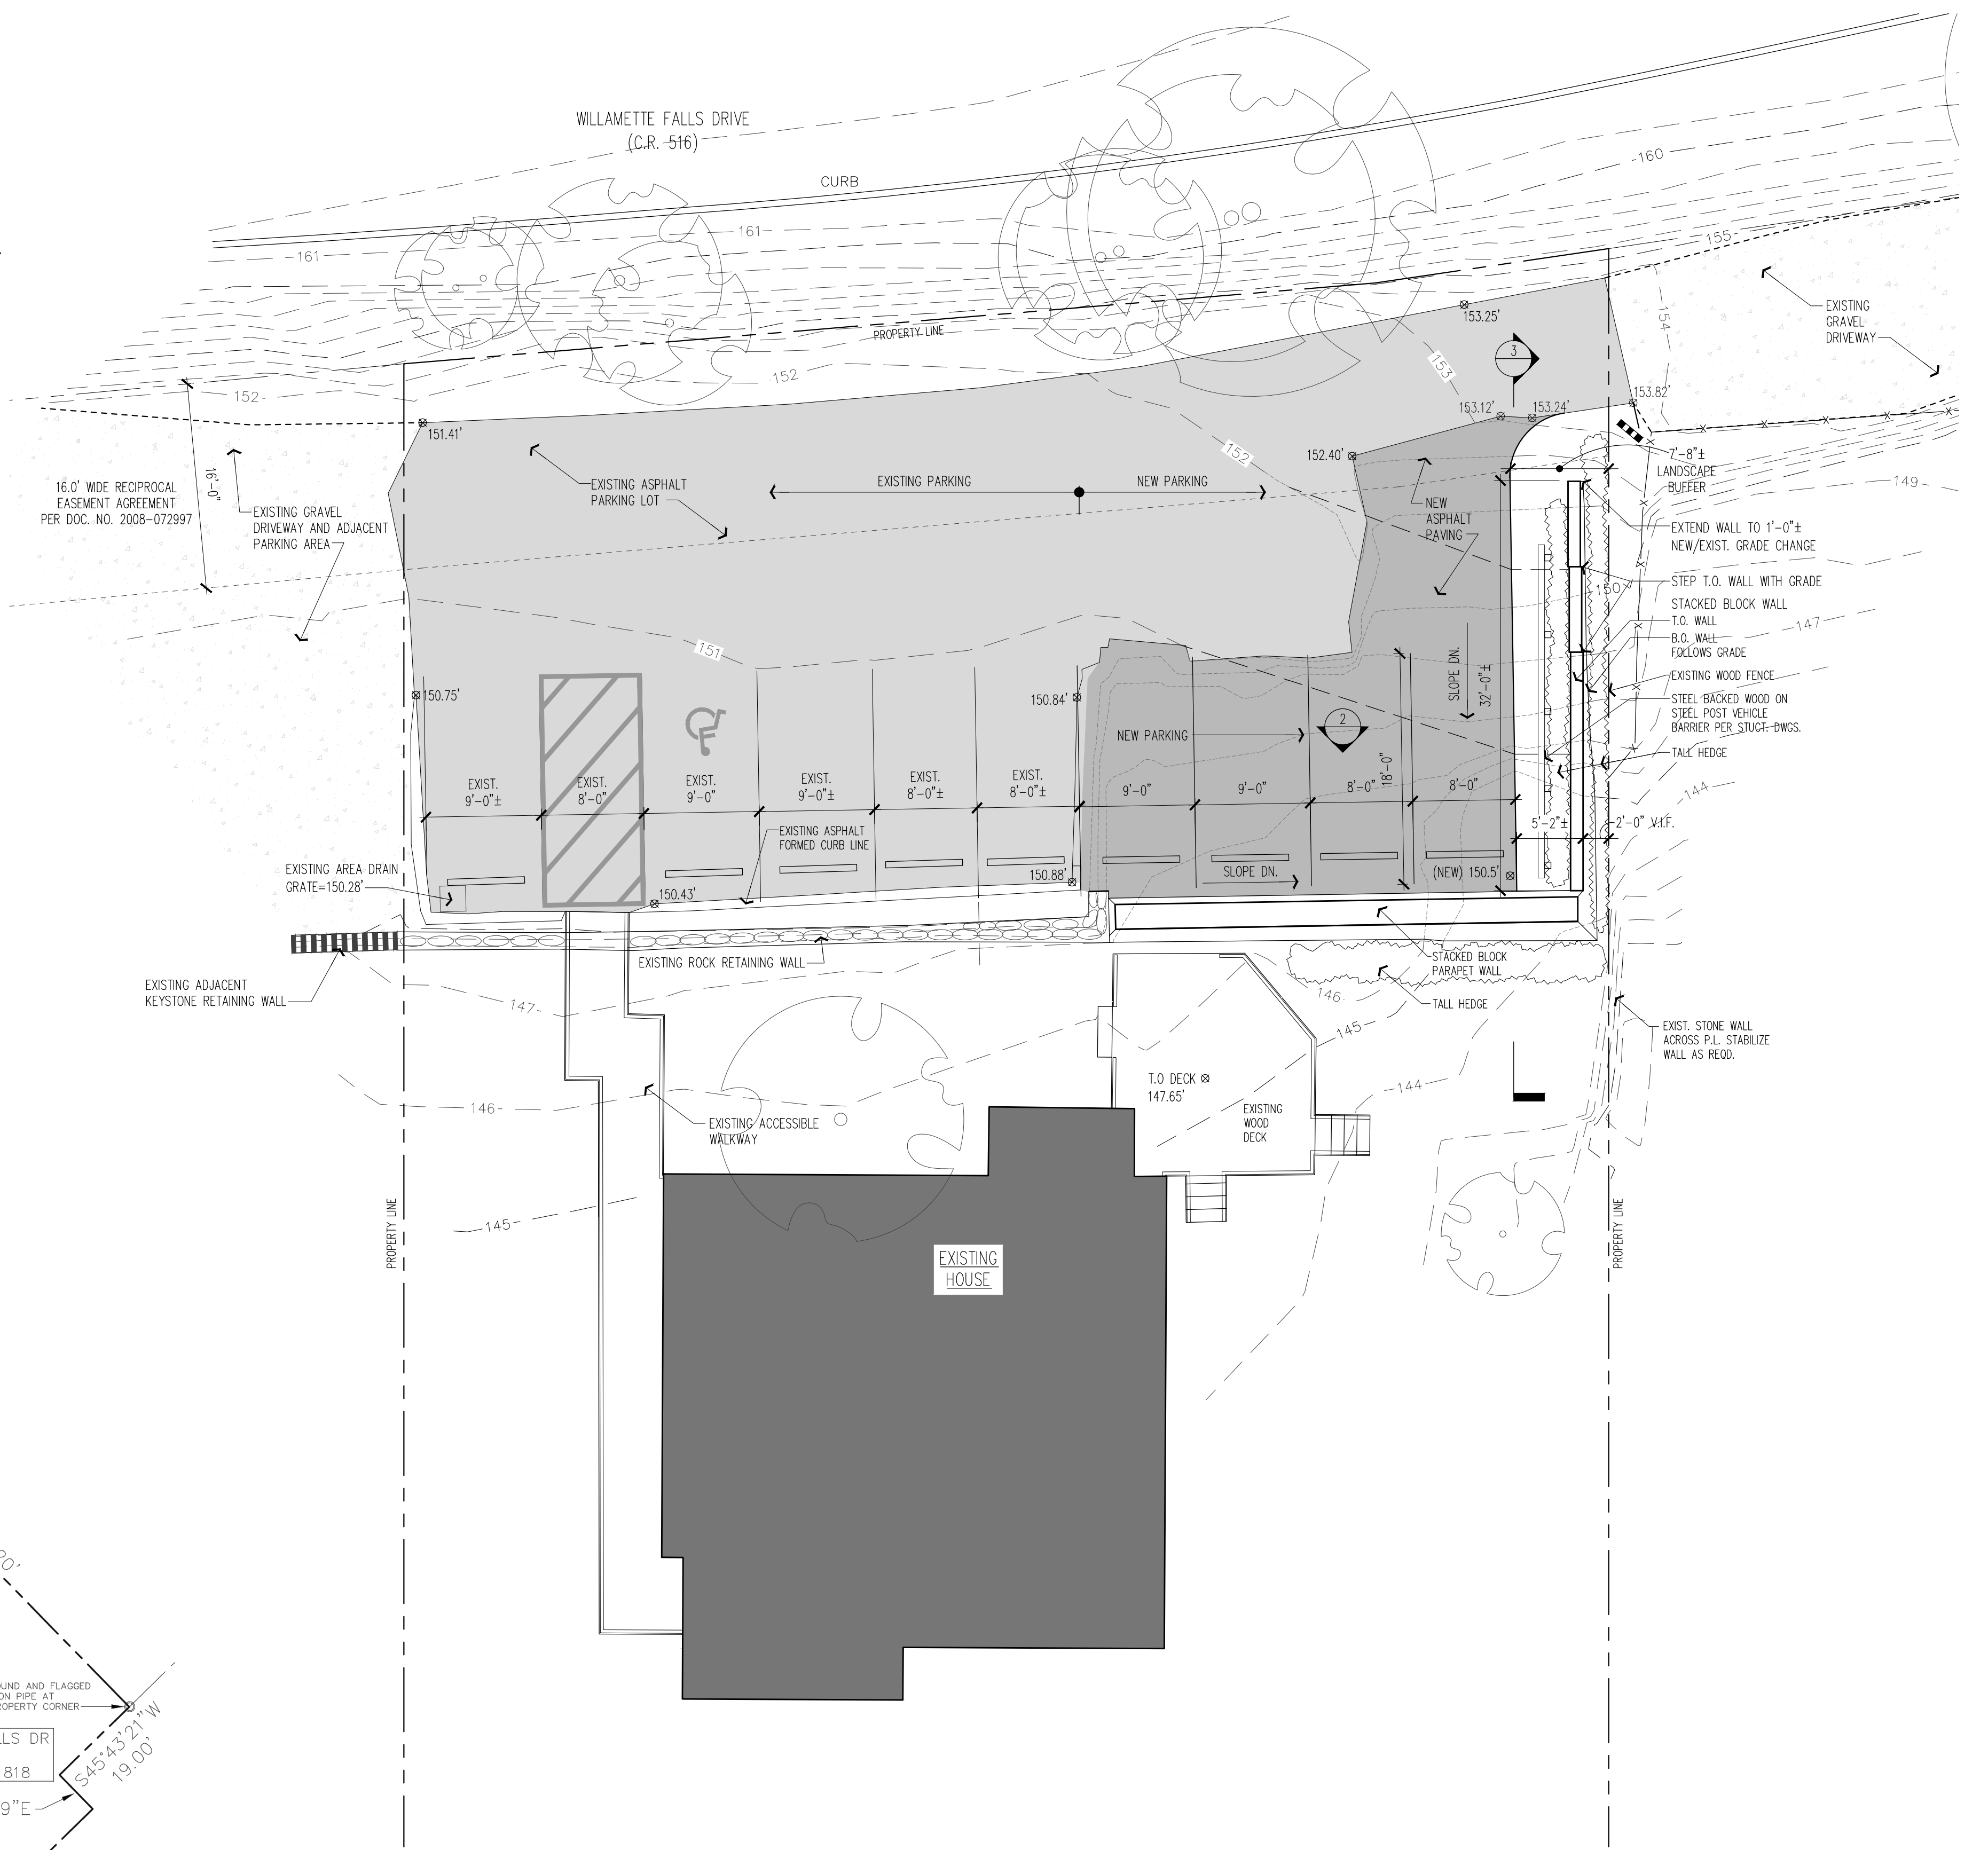 WILLAMETTE FALLS DRIVE
(C.R. 516)
CURB
-160
161-
-161
155-
154-
PROPERTY LINE
153.25'
EXISTING
GRAVEL
DRIVEWAY
3
153
-152
152-
153.82'
153.12'
153.24'
151.41'
152.40'
152
7'-8"±
LANDSCAPE
BUFFER
149-
16'-0"
16.0' WIDE RECIPROCAL
EASEMENT AGREEMENT
PER DOC. NO. 2008-072997
EXISTING GRAVEL
DRIVEWAY AND ADJACENT
PARKING AREA
EXISTING ASPHALT
PARKING LOT
EXISTING PARKING
NEW PARKING
NEW
ASPHALT
PAVING
EXTEND WALL TO 1'-0"±
NEW/EXIST. GRADE CHANGE
STEP T.O. WALL WITH GRADE
-150
STACKED BLOCK WALL
T.O. WALL
-147
B.O. WALL
FOLLOWS GRADE
151
SLOPE DN.
32'-0"±
EXISTING WOOD FENCE
150.75'
150.84'
STEEL BACKED WOOD ON
STEEL POST VEHICLE
BARRIER PER STUCT. DWGS.
NEW PARKING
2
TALL HEDGE
18'-0"
EXIST.
9'-0"±
EXIST.
8'-0"
EXIST.
9'-0"
EXIST.
9'-0"±
EXIST.
8'-0"±
EXIST.
8'-0"±
9'-0"
9'-0"
8'-0"
8'-0"
-144
5'-2"±
2'-0" V.I.F.
EXISTING ASPHALT
FORMED CURB LINE
EXISTING AREA DRAIN
GRATE=150.28'
150.43'
150.88'
SLOPE DN.
(NEW) 150.5'
EXISTING ROCK RETAINING WALL
STACKED BLOCK
PARAPET WALL
EXISTING ADJACENT
KEYSTONE RETAINING WALL
-147-
146-
TALL HEDGE
-145-
EXIST. STONE WALL
ACROSS P.L. STABILIZE
WALL AS REQD.
T.O DECK
147.65'
-144
146-
EXISTING ACCESSIBLE
WALKWAY
EXISTING
WOOD
DECK
-145-
PROPERTY LINE
PROPERTY LINE
EXISTING
HOUSE
ON PIPE AT
S45°43'21"W
19.00'
DR
818
9"E